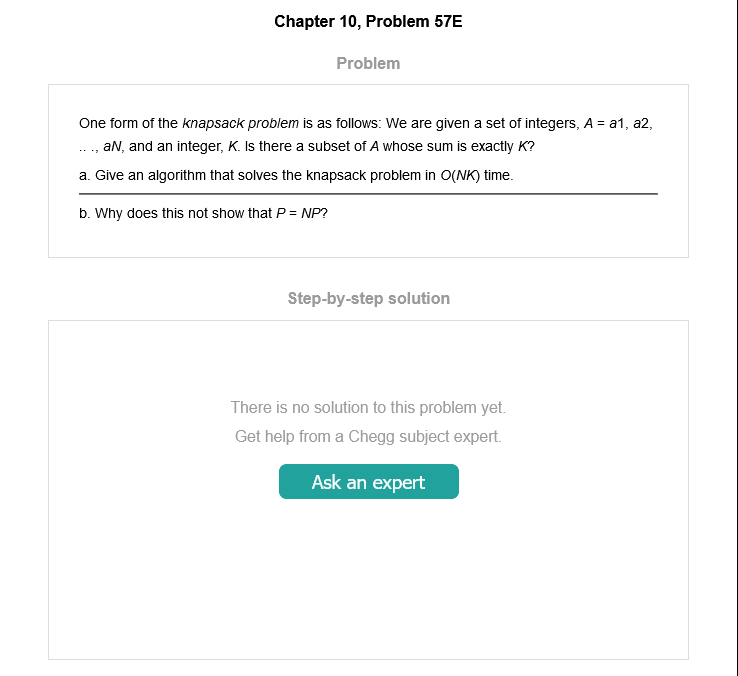 Chapter 10, Problem 57E
Problem
One form of the knapsack problem is as follows: We are given a set of integers, A = a1, a2,
.. ., aN, and an integer, K. Is there a subset of A whose sum is exactly K?
a. Give an algorithm that solves the knapsack problem in O(NK) time.
b. Why does this not show that P = NP?
Step-by-step solution
There is no solution to this problem yet.
Get help from a Chegg subject expert.
Ask an expert